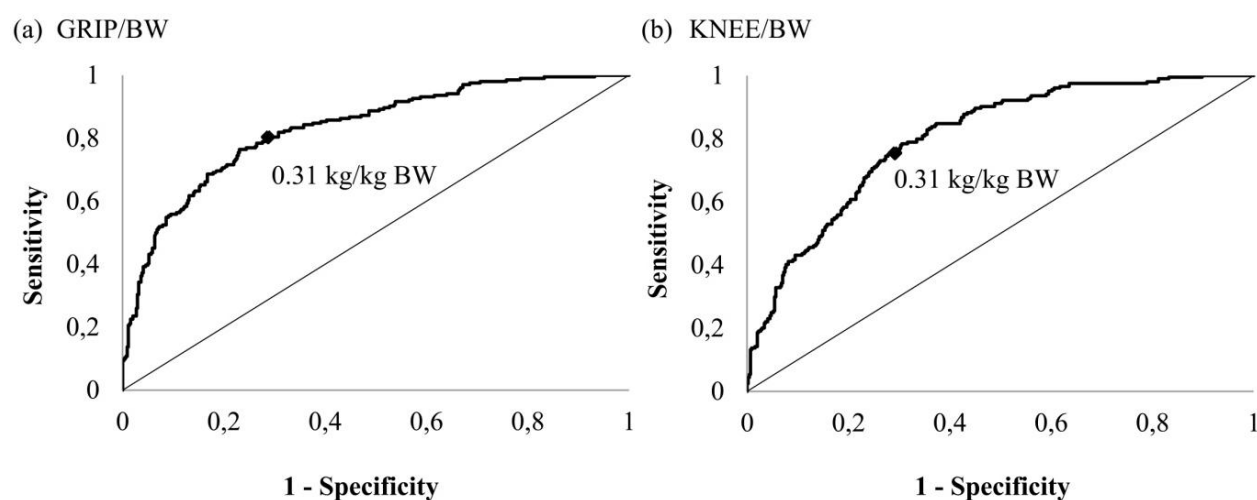 (a) GRIP/BW
1
0,8
0,6
0,4
0,2
0
Sensitivity
0.31 kg/kg BW
0 0,2 0,4 0,6 0,8 1
1 - Specificity
(b) KNEE/BW
1
0,8
0,6
0,4
0,2
0
Sensitivity
0.31 kg/kg BW
0 0,2 0,4 0,6 0,8 1
1 - Specificity